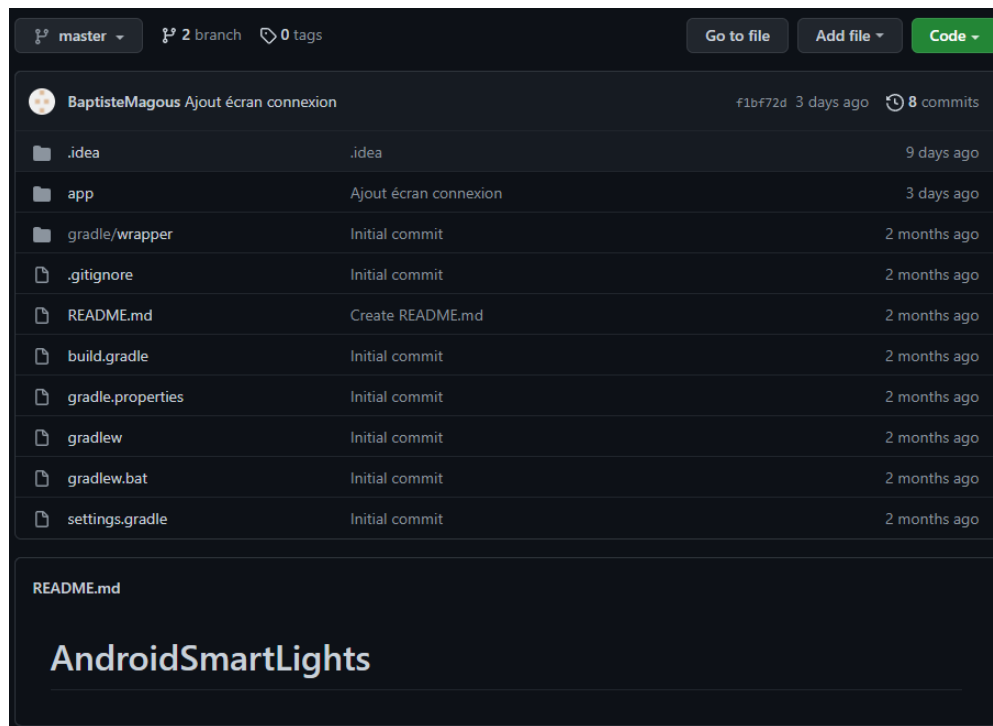 master 2 branch 0 tags Go to file Add file Code
BaptisteMagous Ajout écran connexion f1bf72d 3 days ago 8 commits
.idea .idea 9 days ago
app Ajout écran connexion 3 days ago
gradle/wrapper Initial commit 2 months ago
.gitignore Initial commit 2 months ago
README.md Create README.md 2 months ago
build.gradle Initial commit 2 months ago
gradle.properties Initial commit 2 months ago
gradlew Initial commit 2 months ago
gradlew.bat Initial commit 2 months ago
settings.gradle Initial commit 2 months ago
README.md
AndroidSmartLights